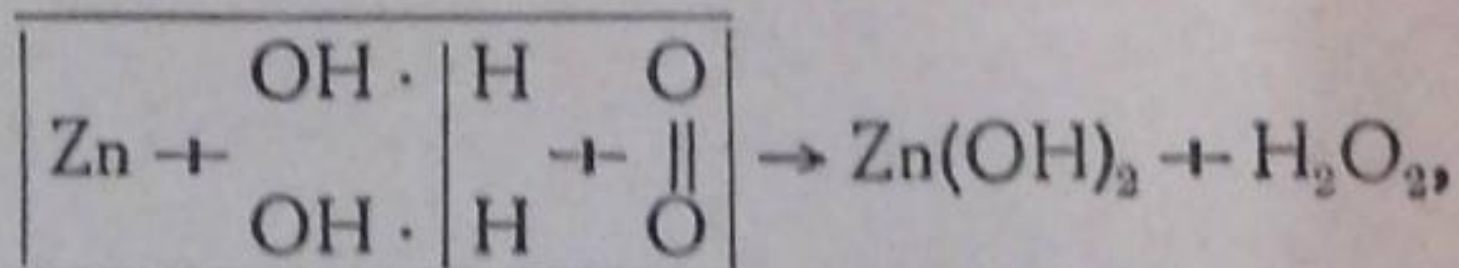 OH · | H O
Zn + + || → Zn(OH)₂ + H₂O₂,
OH · | H O